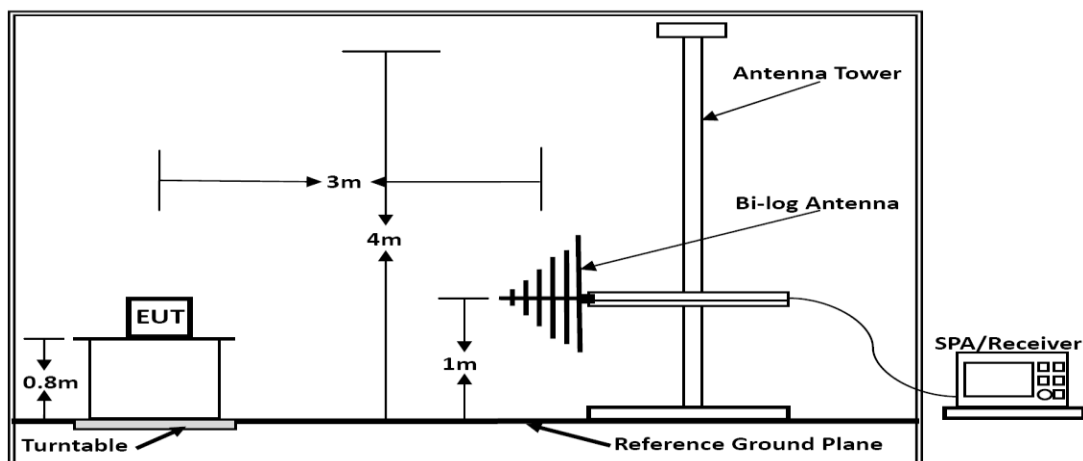 Antenna Tower
3m
Bi-log Antenna
4m
EUT
SPA/Receiver
1m
0.8m
Turntable
Reference Ground Plane